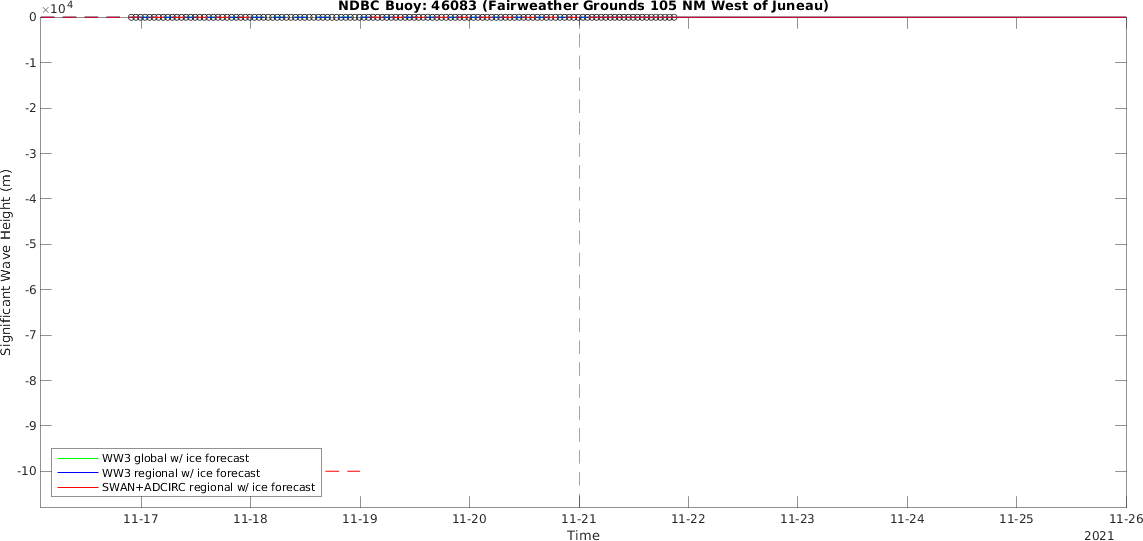 NDBC Buoy: 46083 (Fairweather Grounds 105 NM West of Juneau)
×10⁴
0
-1
-2
-3
-4
-5
-6
-7
-8
-9
-10
Significant Wave Height (m)
WW3 global w/ ice forecast
WW3 regional w/ ice forecast
SWAN+ADCIRC regional w/ ice forecast
11-17 11-18 11-19 11-20 11-21 11-22 11-23 11-24 11-25 11-26
Time
2021